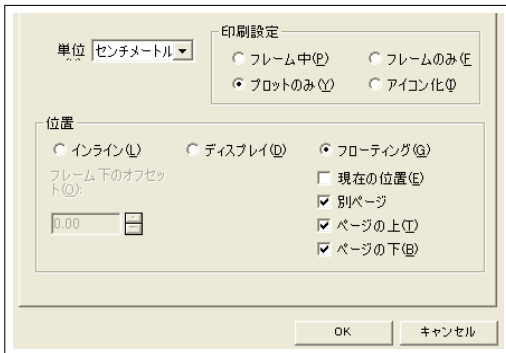 印刷設定
単位 センチメートル
フレーム中(P) フレームのみ(F
プロットのみ(Y) アイコン化(I
位置
インライン(L) ディスプレイ(D) フローティング(G)
フレーム下のオフセット(O):
0.00
現在の位置(E)
別ページ
ページの上(T)
ページの下(B)
OK キャンセル